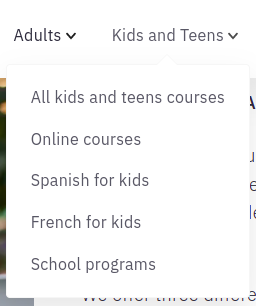 Adults
Kids and Teens
All kids and teens courses
Online courses
Spanish for kids
French for kids
School programs